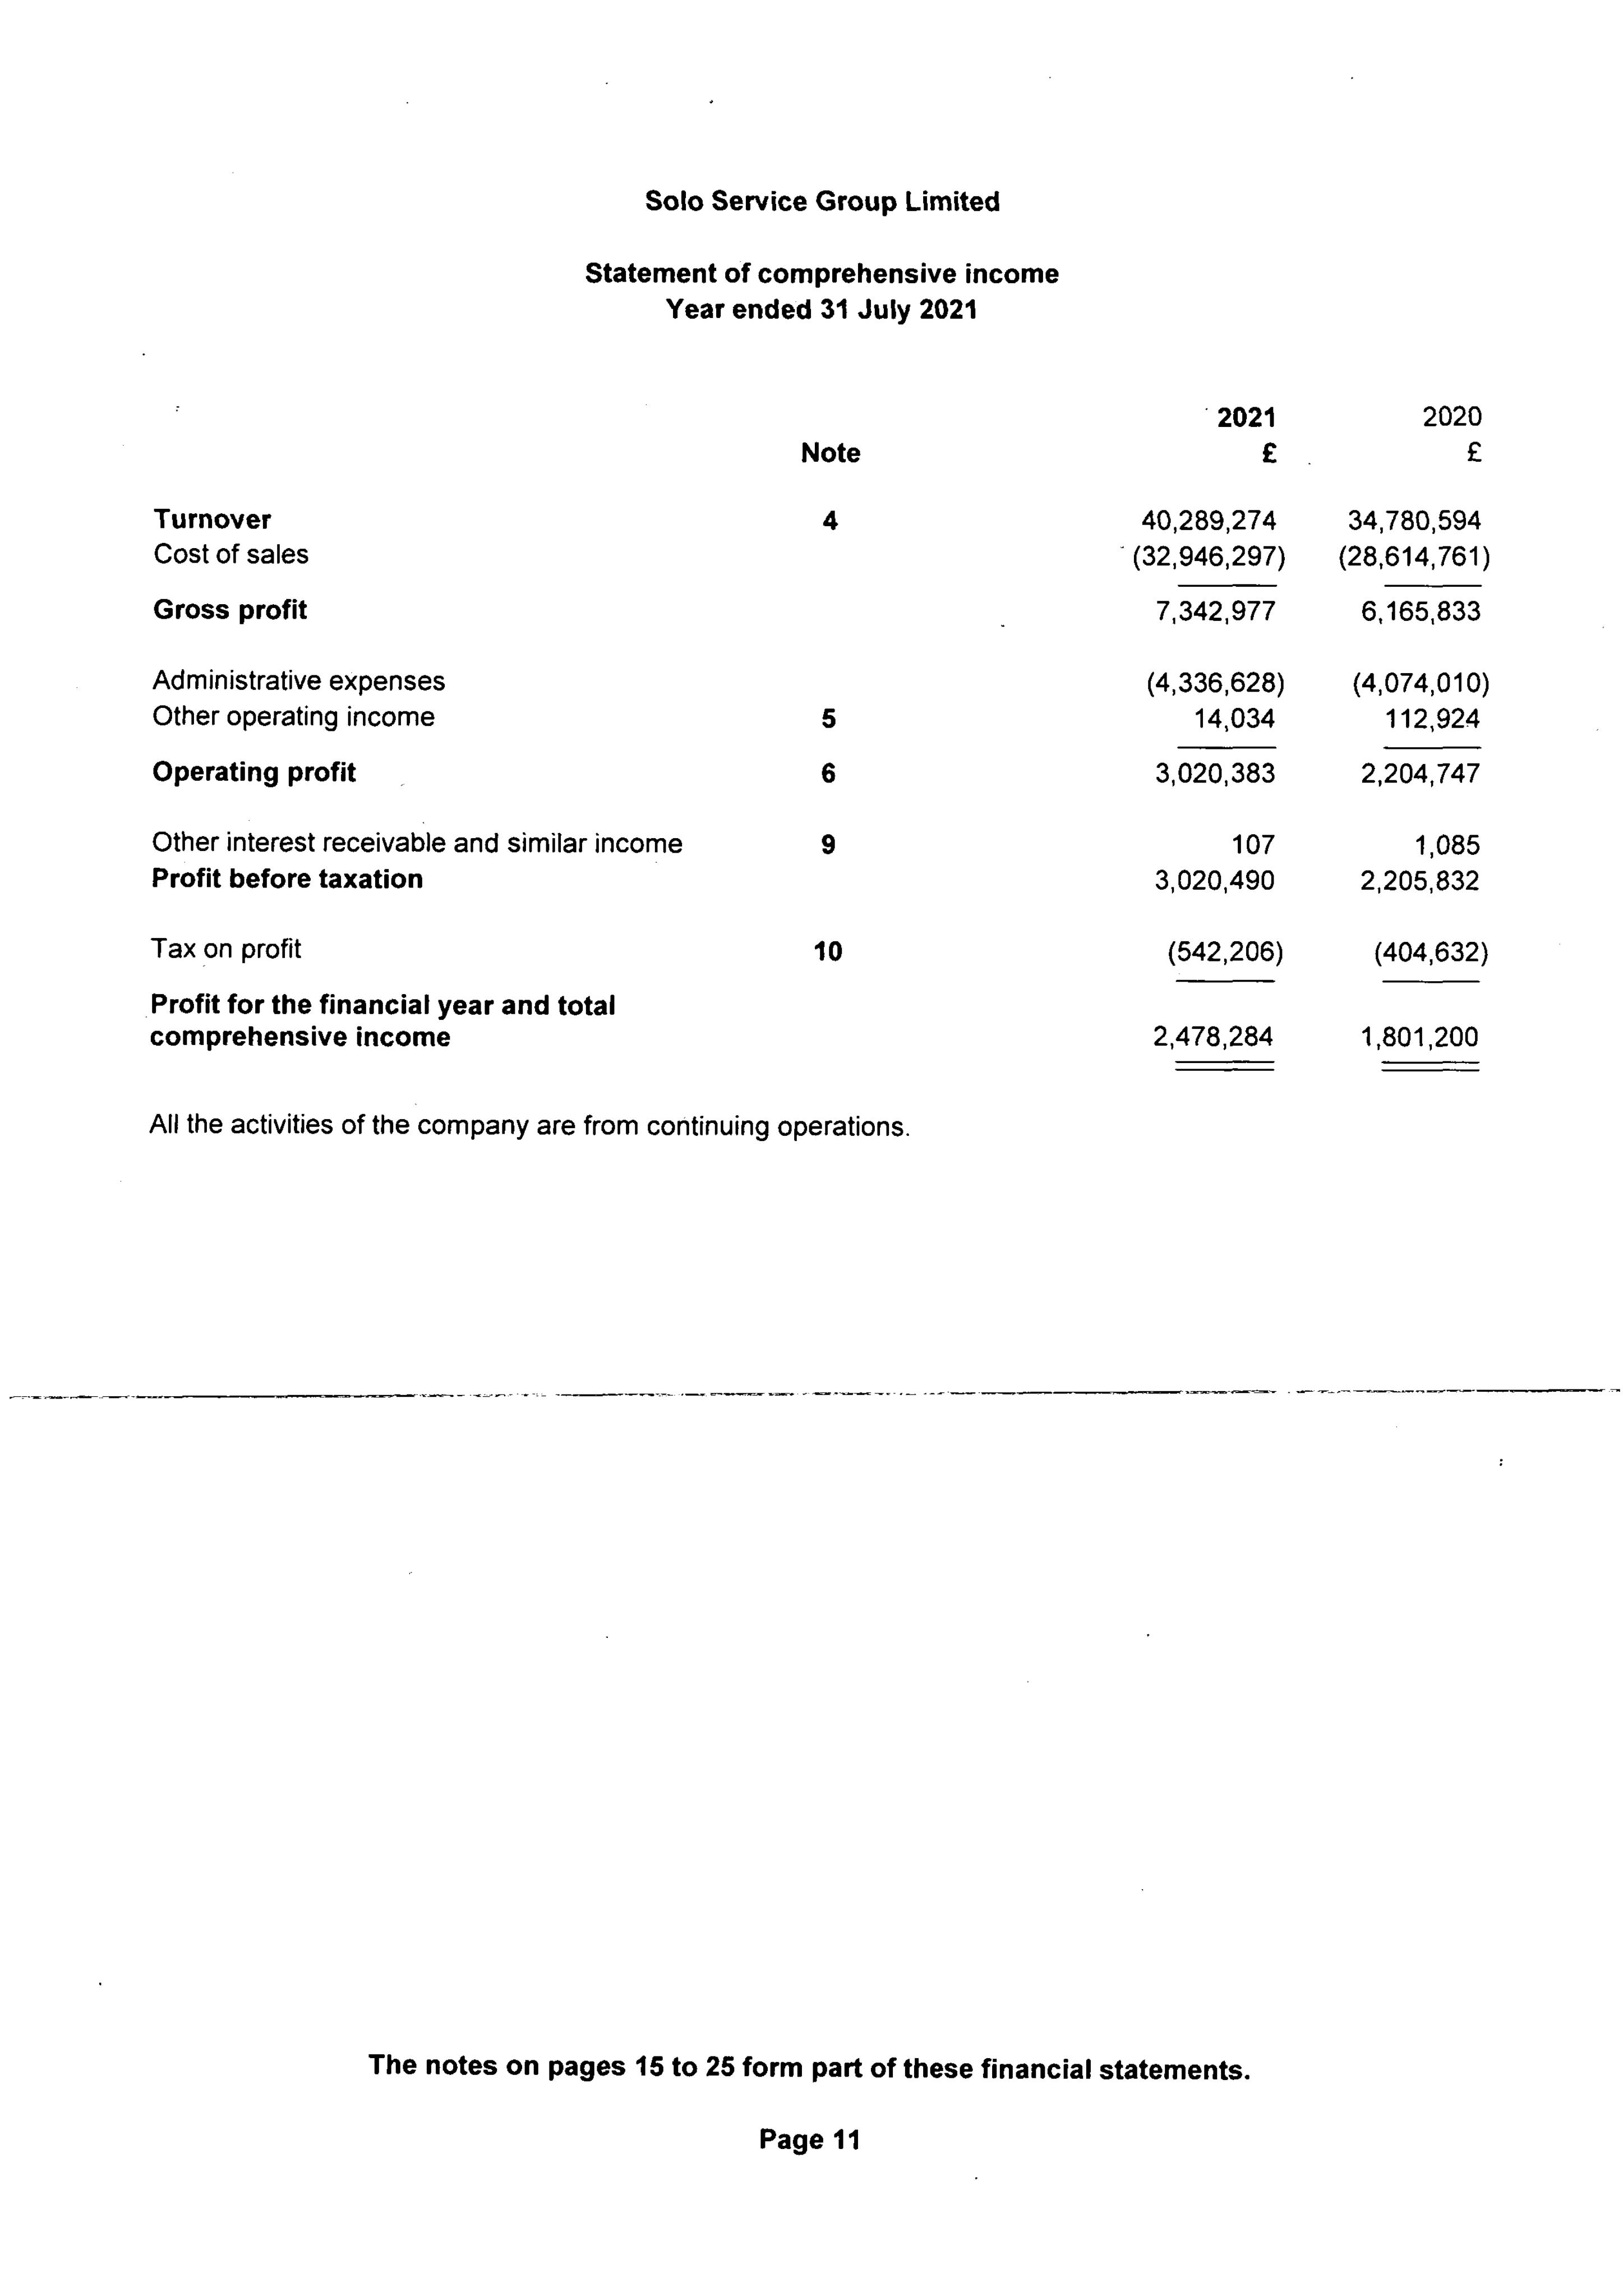 Solo Service Group Limited
Statement of comprehensive income
Year ended 31 July 2021
2021 2020
Note £ £
Turnover 4 40,289,274 34,780,594
Cost of sales (32,946,297) (28,614,761)
Gross profit 7,342,977 6,165,833
Administrative expenses (4,336,628) (4,074,010)
Other operating income 5 14,034 112,924
Operating profit 6 3,020,383 2,204,747
Other interest receivable and similar income 9 107 1,085
Profit before taxation 3,020,490 2,205,832
Tax on profit 10 (542,206) (404,632)
Profit for the financial year and total
comprehensive income 2,478,284 1,801,200
All the activities of the company are from continuing operations.
The notes on pages 15 to 25 form part of these financial statements.
Page 11